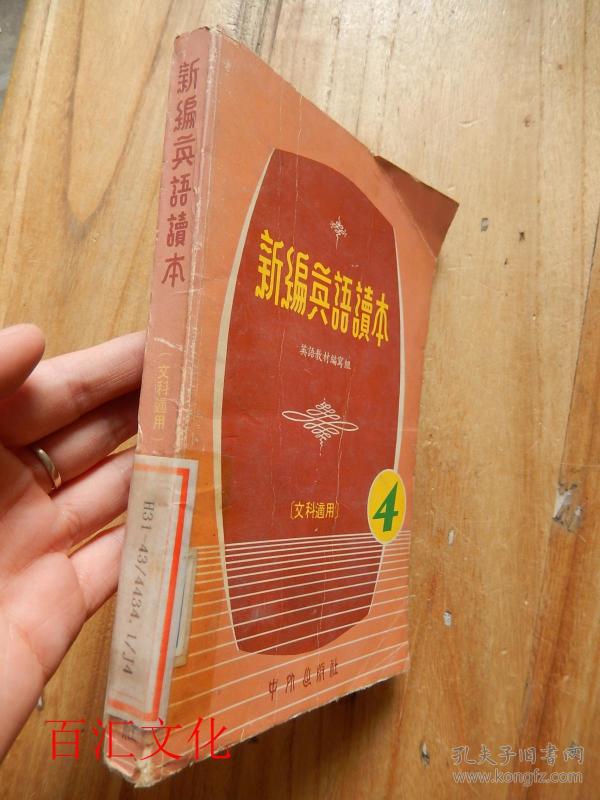 新編英語讀本
(文科適用)
H31-43/4434.1/J4
新編英語讀本
英語教材編寫組
(文科適用)
4
中外出版社
百汇文化
孔夫子旧书网
www.kongfz.com